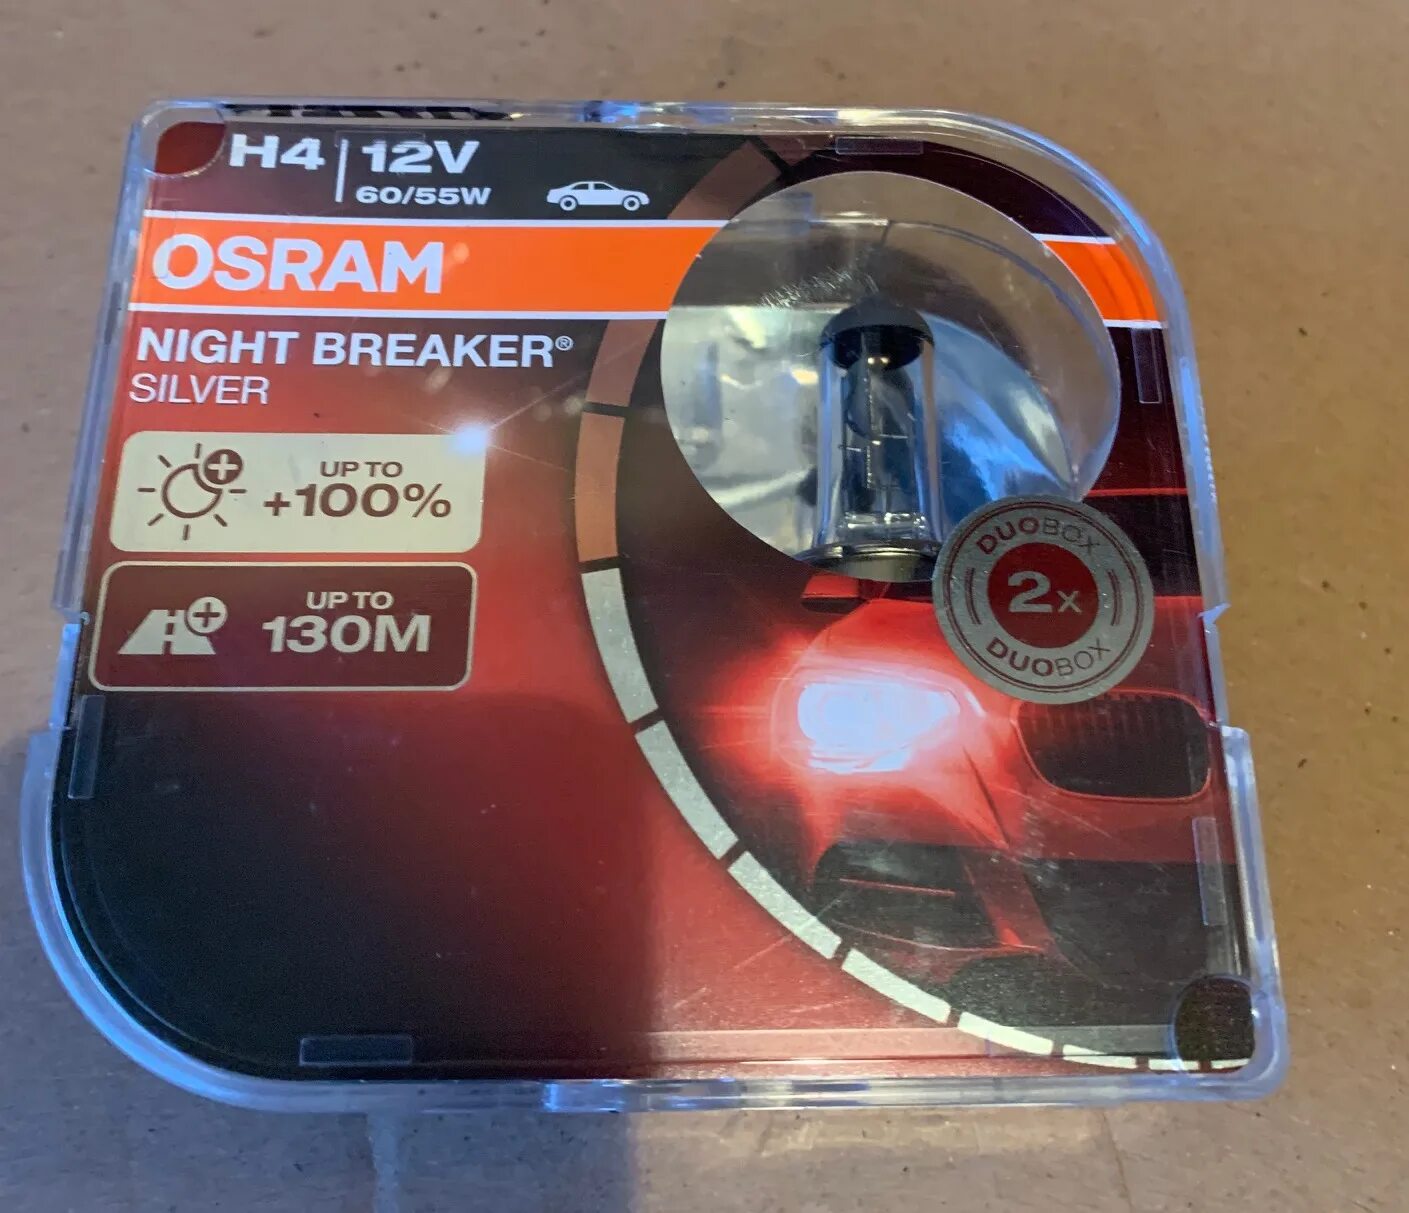 H4 12V
60/55W
OSRAM
NIGHT BREAKER®
SILVER
UP TO
+100%
UP TO
130M
DUOBOX
2x
DUOBOX